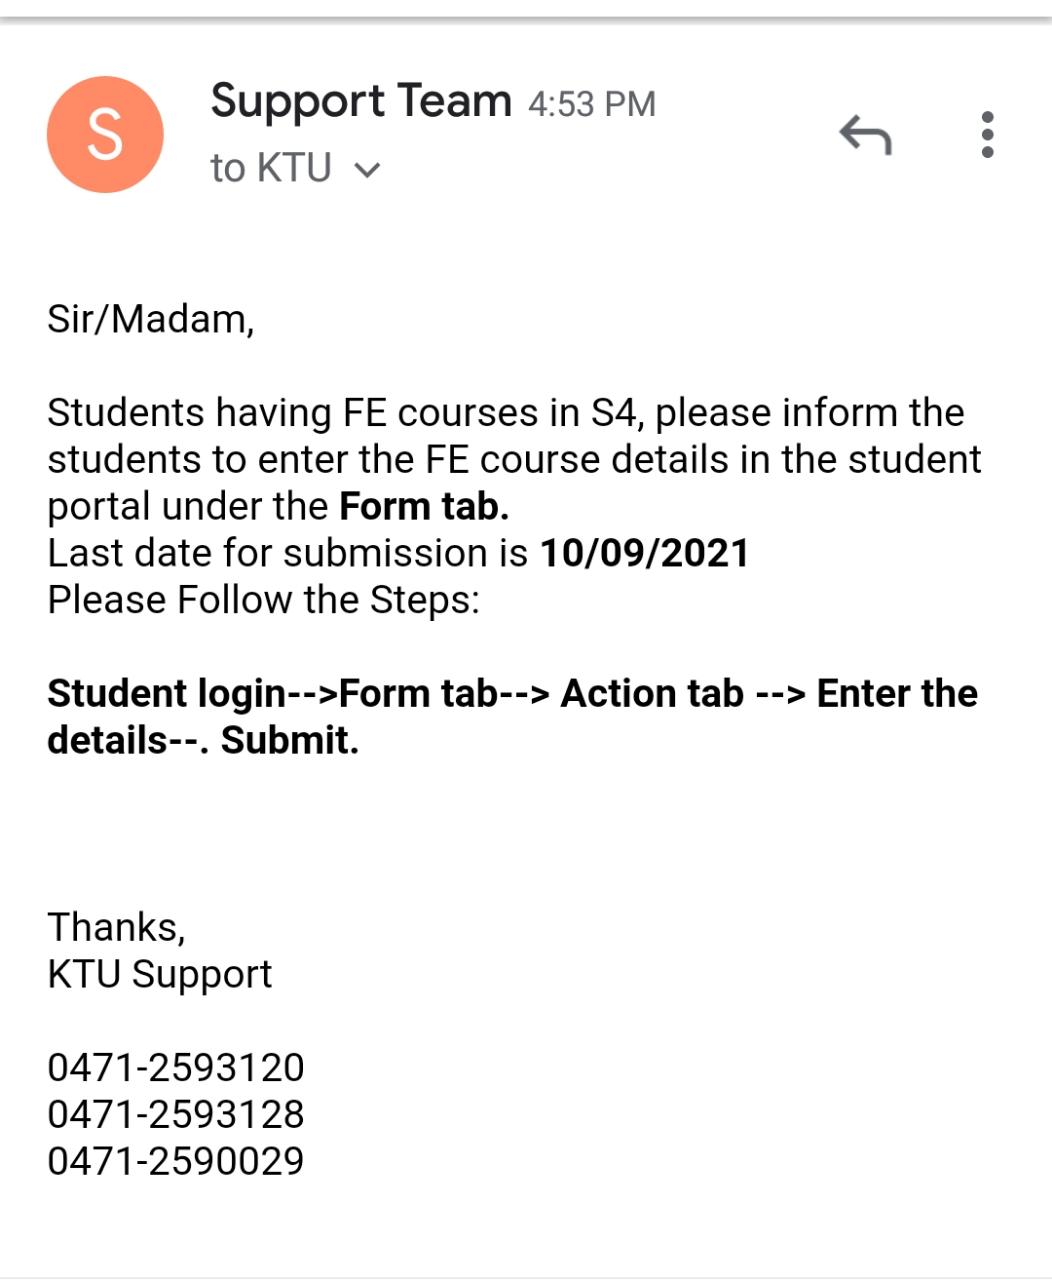 S
Support Team 4:53 PM
to KTU
Sir/Madam,
Students having FE courses in S4, please inform the
students to enter the FE course details in the student
portal under the Form tab.
Last date for submission is 10/09/2021
Please Follow the Steps:
Student login-->Form tab--> Action tab --> Enter the
details--. Submit.
Thanks,
KTU Support
0471-2593120
0471-2593128
0471-2590029